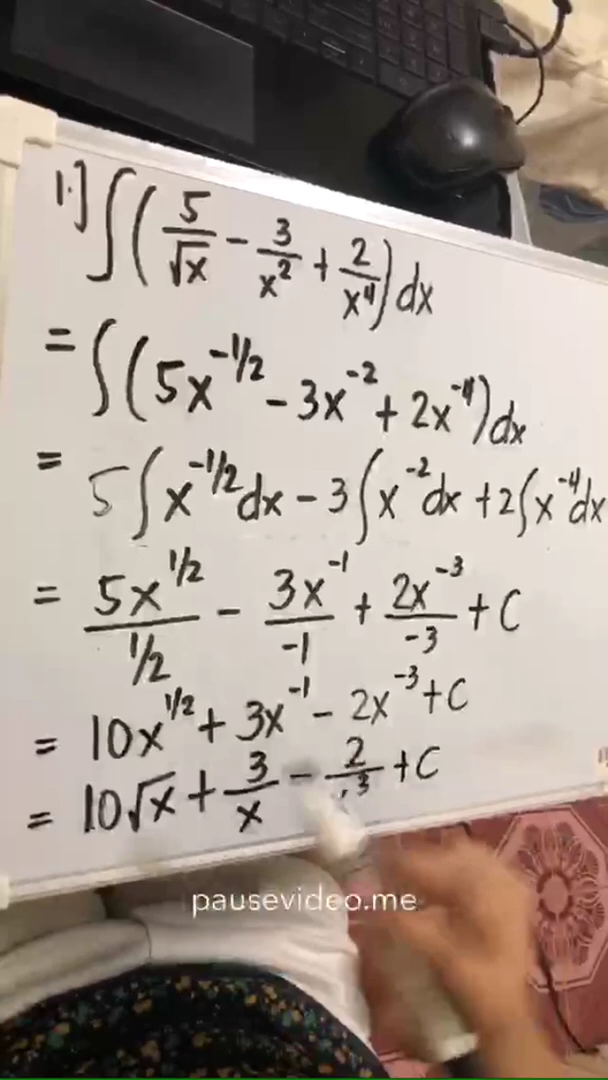 1.] ∫ ( 5/√x − 3/x² + 2/x⁴ ) dx
= ∫ ( 5x^-1/2 − 3x^-2 + 2x^-4 ) dx
= 5 ∫ x^-1/2 dx − 3 ∫ x^-2 dx + 2 ∫ x^-4 dx
= 5x^1/2 / 1/2 − 3x^-1 / -1 + 2x^-3 / -3 + C
= 10x^1/2 + 3x^-1 − 2x^-3 + C
= 10√x + 3/x − 2/ ³ + C
pausevideo.me